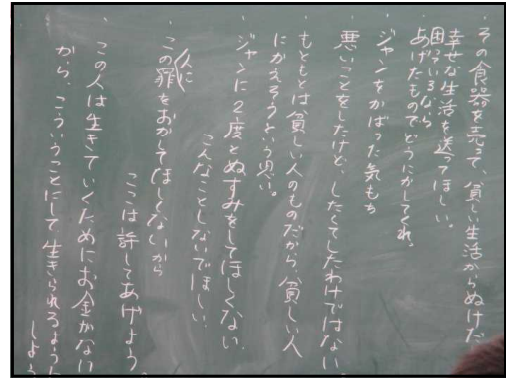 ・その食器を売って、貧しい生活からぬけだ
幸せな生活を送ってほしい。
・困っているなら
あげたものでどうにかしてくれ。
・ジャンをかばった気もち
・悪いことをしたけど、したくてしたわけではない。
・もともとは貧しい人のものだから、貧しい人
にかえそうという思い。
・ジャンに2度とぬすみをしてほしくない。
こんなことしないでほしい。
・この罪をおかしてほしくないから
人に
ここは許してあげよう。
・この人は生きていくためにお金がない
から、こういうことにして生きられるように
しよう